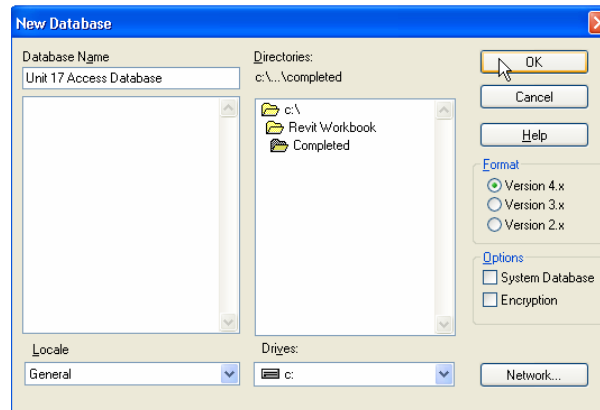 New Database
Database Name
Unit 17 Access Database
Directories:
c:\...\completed
c:\
Revit Workbook
Completed
OK
Cancel
Help
Format
Version 4.x
Version 3.x
Version 2.x
Options
System Database
Encryption
Locale
General
Drives:
c:
Network...